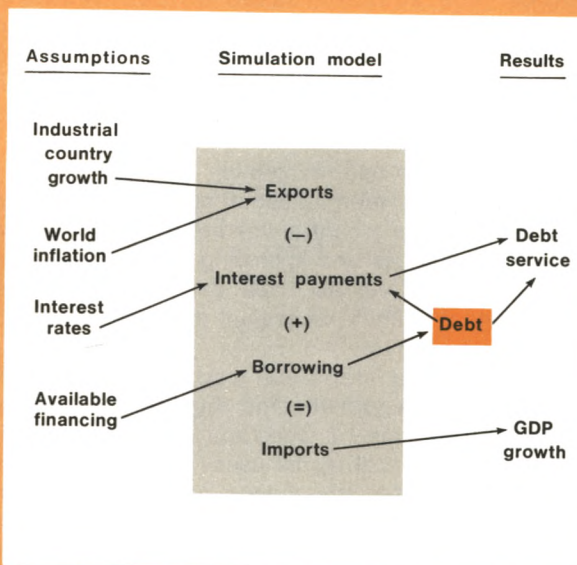 Assumptions
Simulation model
Results
Industrial
country
growth
World
inflation
Interest
rates
Available
financing
Exports
(—)
Interest payments
(+)
Borrowing
(=)
Imports
Debt
Debt
service
GDP
growth